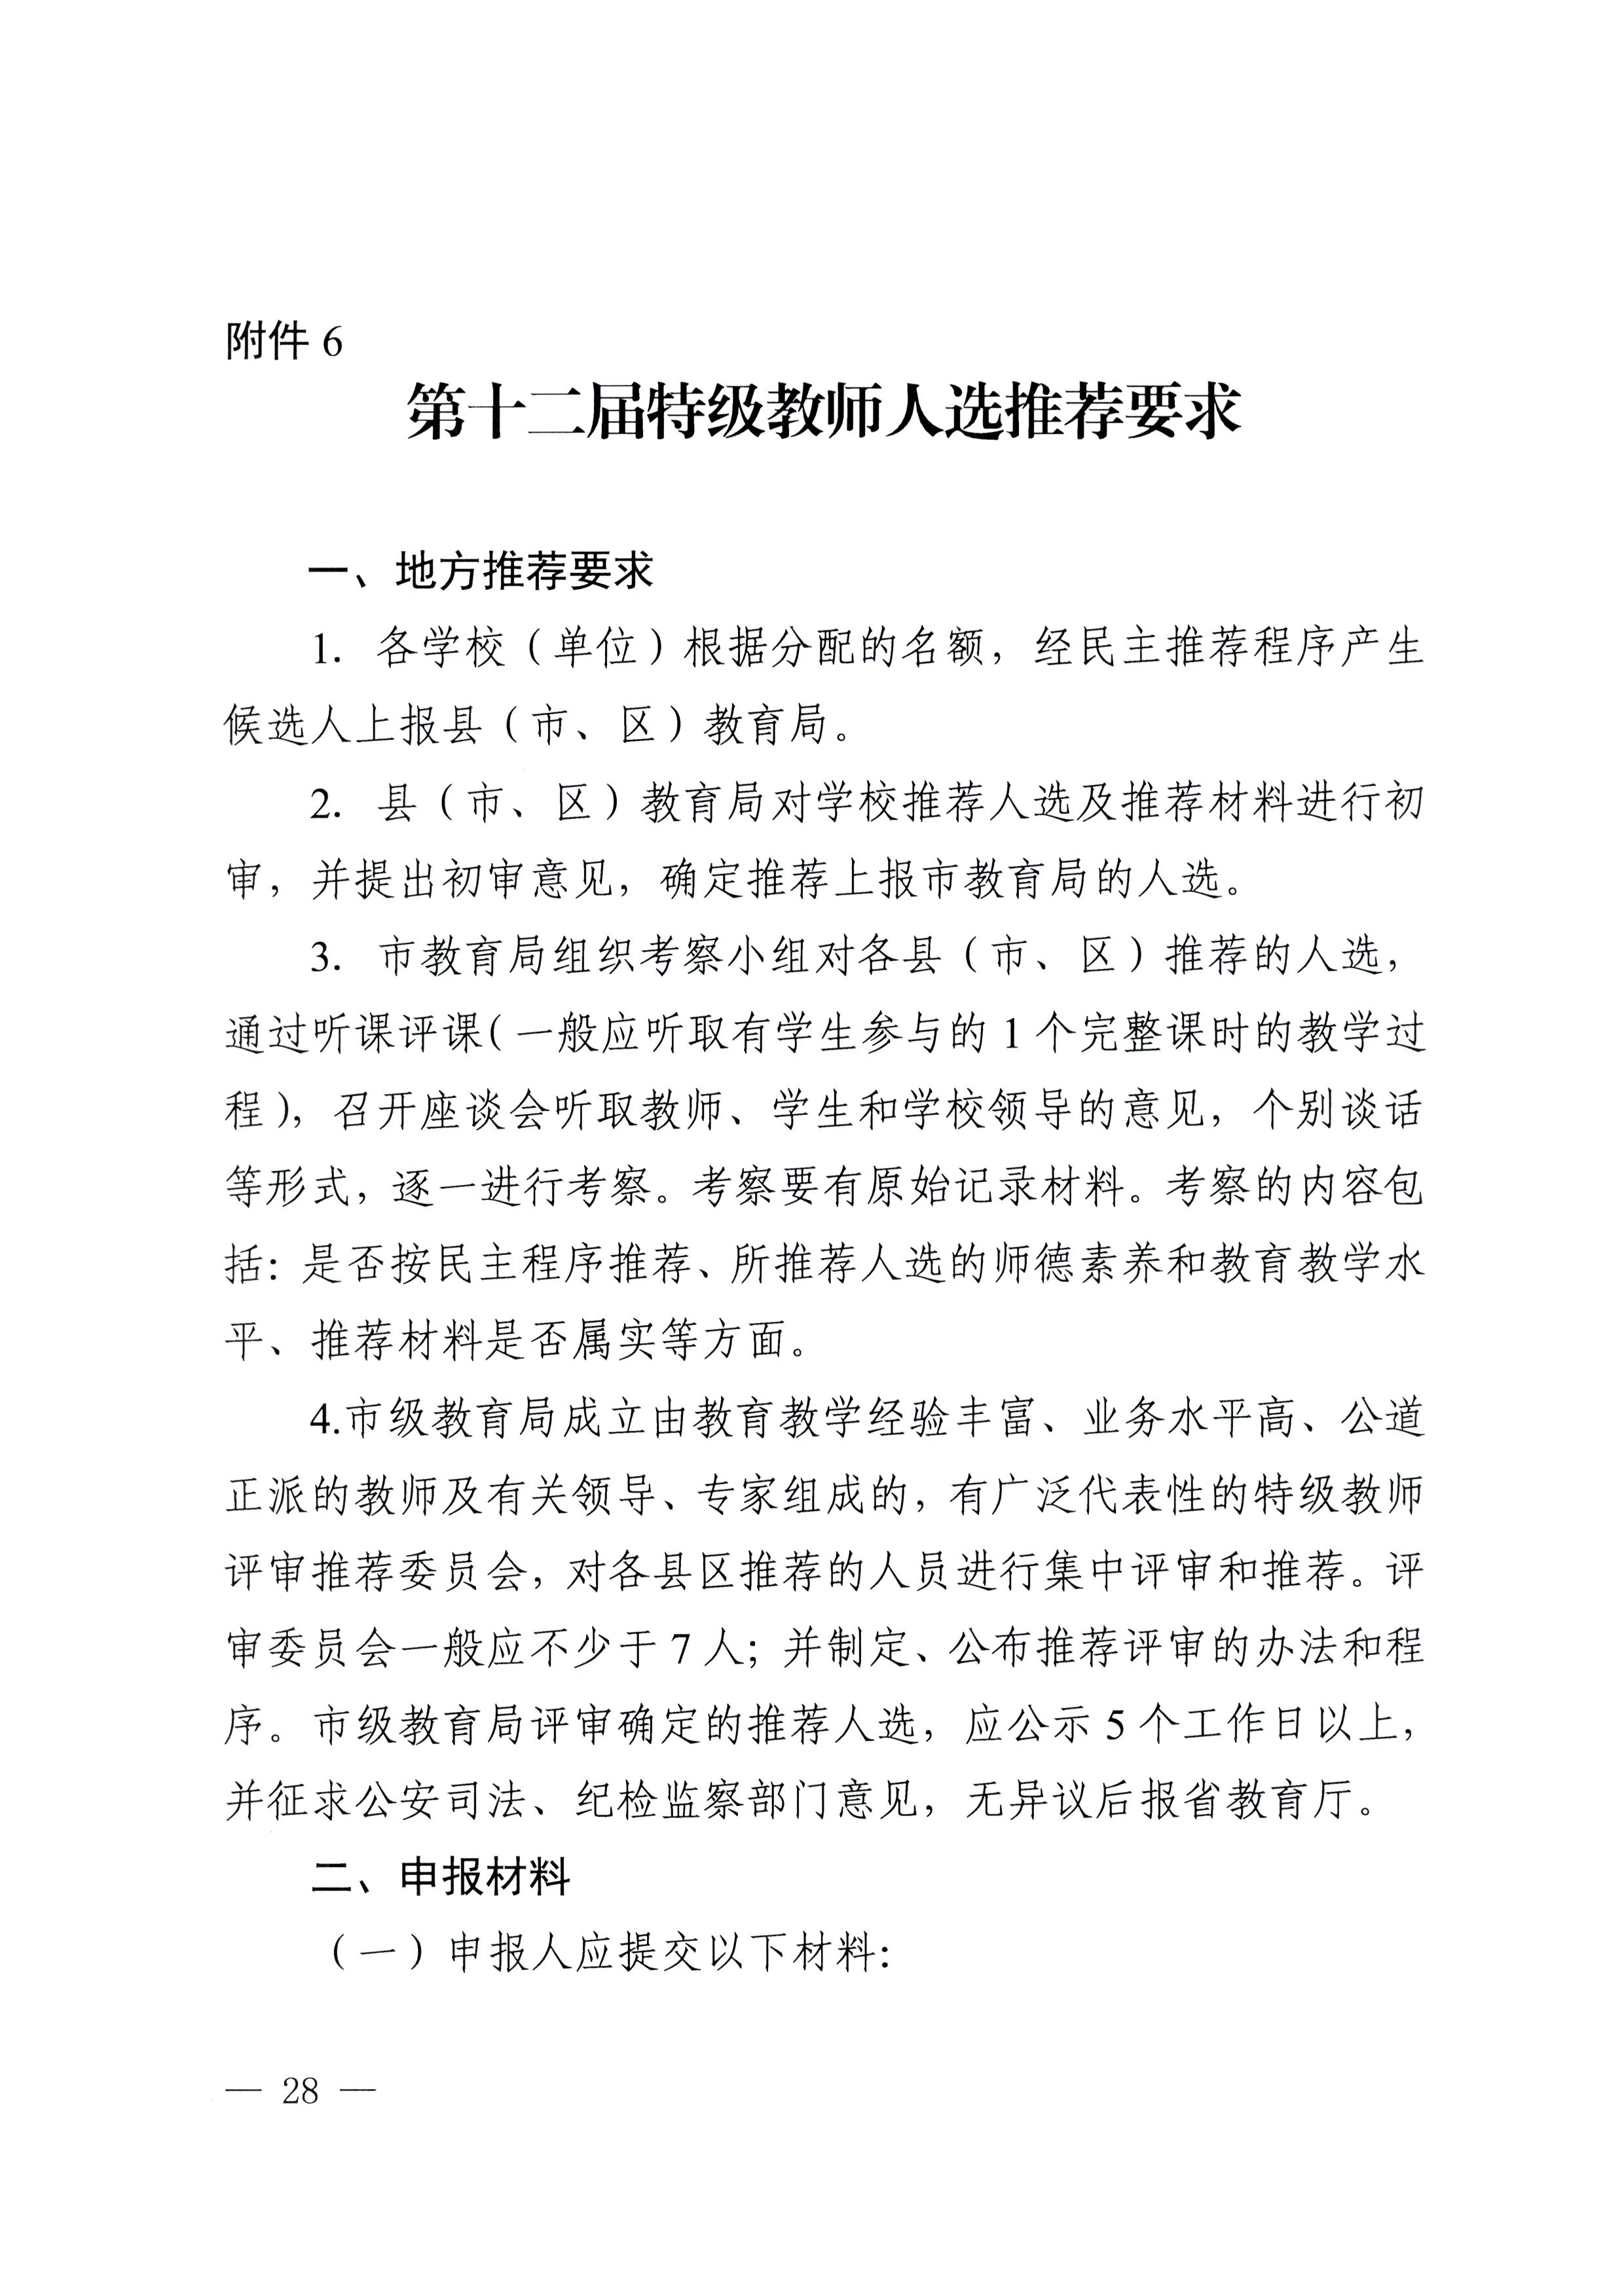 附件 6
第十二届特级教师人选推荐要求
一、地方推荐要求
1. 各学校（单位）根据分配的名额，经民主推荐程序产生
候选人上报县（市、区）教育局。
2. 县（市、区）教育局对学校推荐人选及推荐材料进行初
审，并提出初审意见，确定推荐上报市教育局的人选。
3. 市教育局组织考察小组对各县（市、区）推荐的人选，
通过听课评课（一般应听取有学生参与的 1 个完整课时的教学过
程），召开座谈会听取教师、学生和学校领导的意见，个别谈话
等形式，逐一进行考察。考察要有原始记录材料。考察的内容包
括：是否按民主程序推荐、所推荐人选的师德素养和教育教学水
平、推荐材料是否属实等方面。
4.市级教育局成立由教育教学经验丰富、业务水平高、公道
正派的教师及有关领导、专家组成的，有广泛代表性的特级教师
评审推荐委员会，对各县区推荐的人员进行集中评审和推荐。评
审委员会一般应不少于 7 人；并制定、公布推荐评审的办法和程
序。市级教育局评审确定的推荐人选，应公示 5 个工作日以上，
并征求公安司法、纪检监察部门意见，无异议后报省教育厅。
二、申报材料
（一）申报人应提交以下材料：
— 28 —